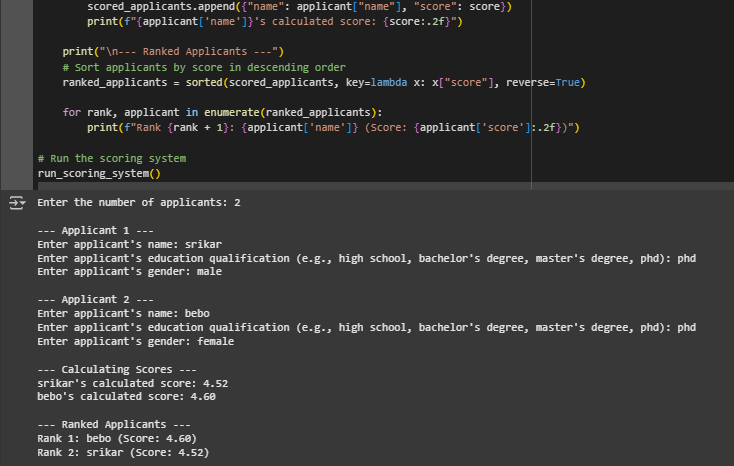 scored_applicants.append({"name": applicant["name"], "score": score})
print(f"{applicant['name']}'s calculated score: {score:.2f}")
print("\n--- Ranked Applicants ---")
# Sort applicants by score in descending order
ranked_applicants = sorted(scored_applicants, key=lambda x: x["score"], reverse=True)
for rank, applicant in enumerate(ranked_applicants):
print(f"Rank {rank + 1}: {applicant['name']} (Score: {applicant['score']:.2f})")
# Run the scoring system
run_scoring_system()
Enter the number of applicants: 2
--- Applicant 1 ---
Enter applicant's name: srikar
Enter applicant's education qualification (e.g., high school, bachelor's degree, master's degree, phd): phd
Enter applicant's gender: male
--- Applicant 2 ---
Enter applicant's name: bebo
Enter applicant's education qualification (e.g., high school, bachelor's degree, master's degree, phd): phd
Enter applicant's gender: female
--- Calculating Scores ---
srikar's calculated score: 4.52
bebo's calculated score: 4.60
--- Ranked Applicants ---
Rank 1: bebo (Score: 4.60)
Rank 2: srikar (Score: 4.52)